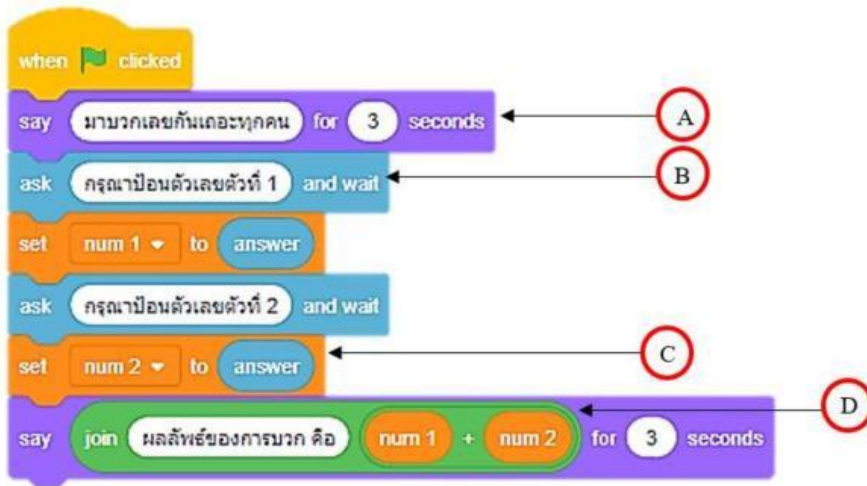 when clicked
say มาบวกเลขกันเถอะทุกคน for 3 seconds
A
ask กรุณาป้อนตัวเลขตัวที่ 1 and wait
B
set num 1 to answer
ask กรุณาป้อนตัวเลขตัวที่ 2 and wait
set num 2 to answer
C
say join ผลลัพธ์ของการบวก คือ num 1 + num 2 for 3 seconds
D